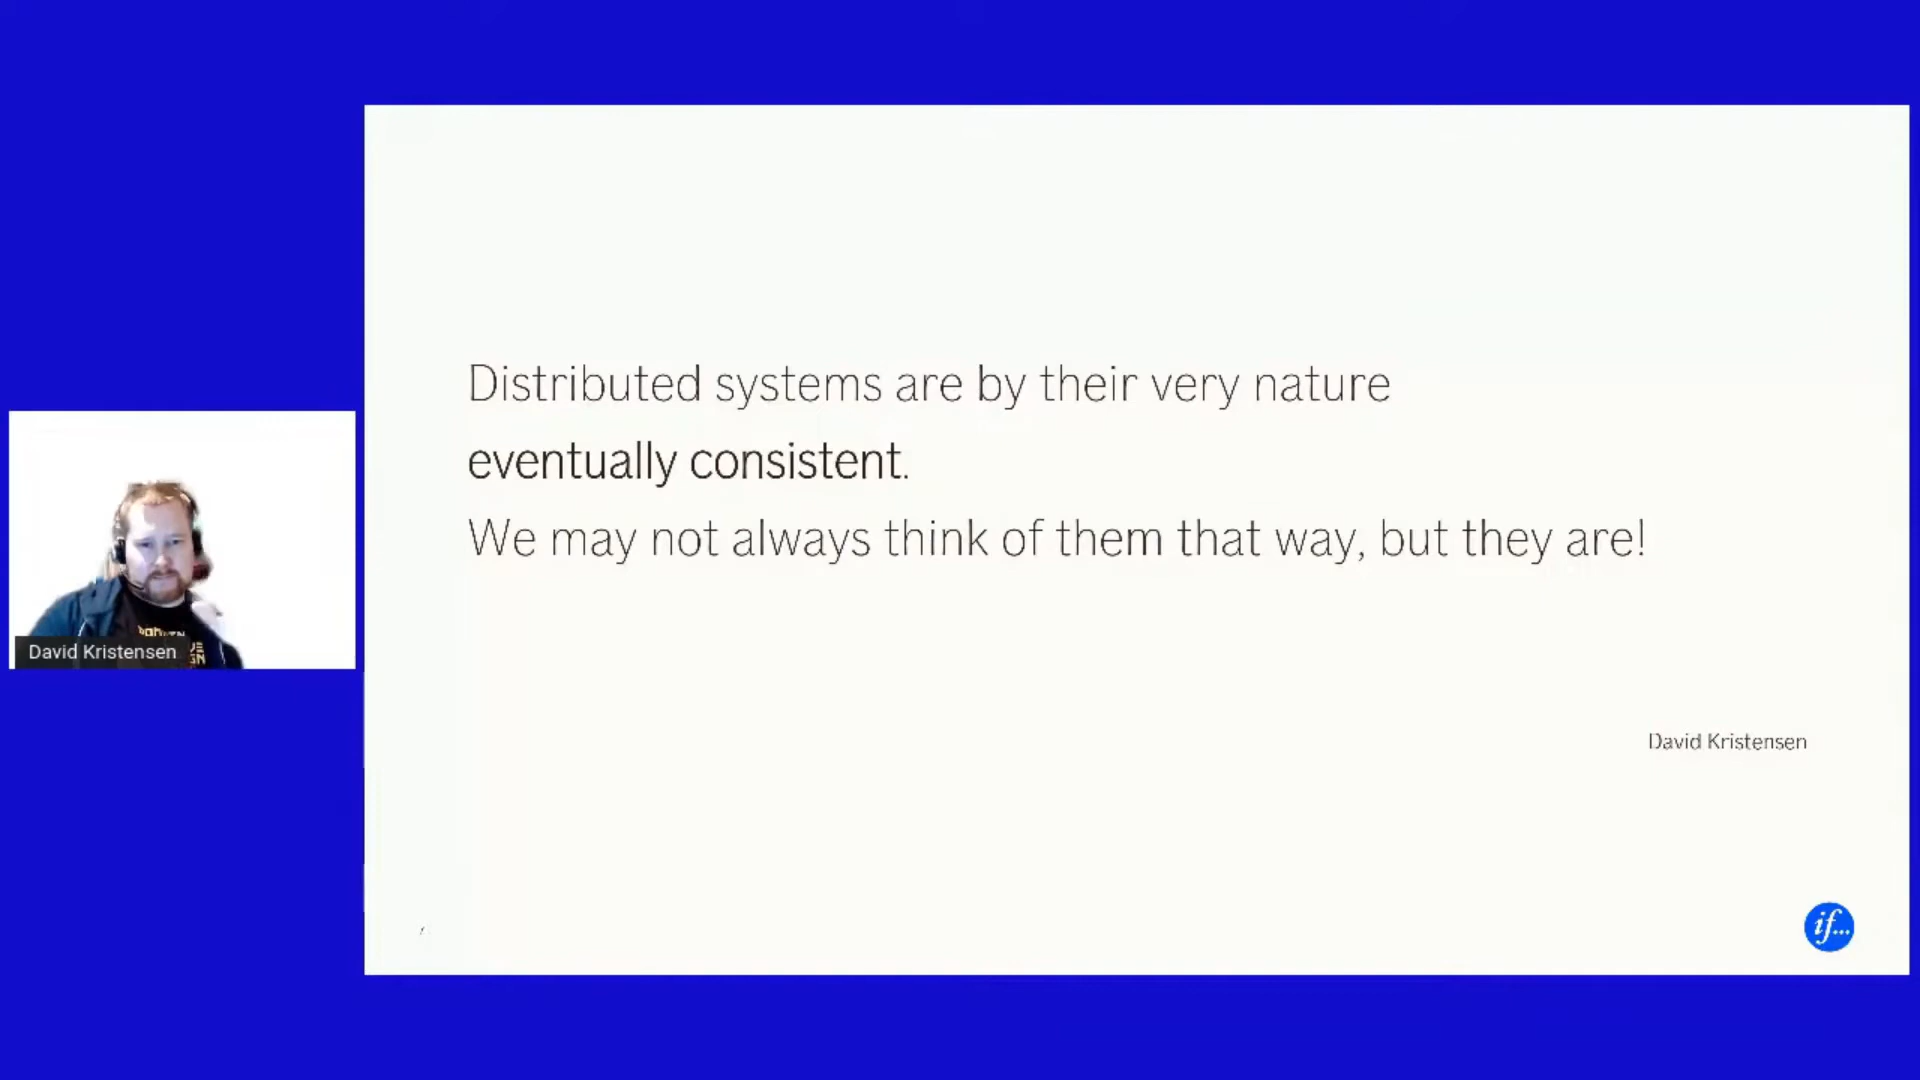 Distributed systems are by their very nature
eventually consistent.
We may not always think of them that way, but they are!
David Kristensen
David Kristensen
if...